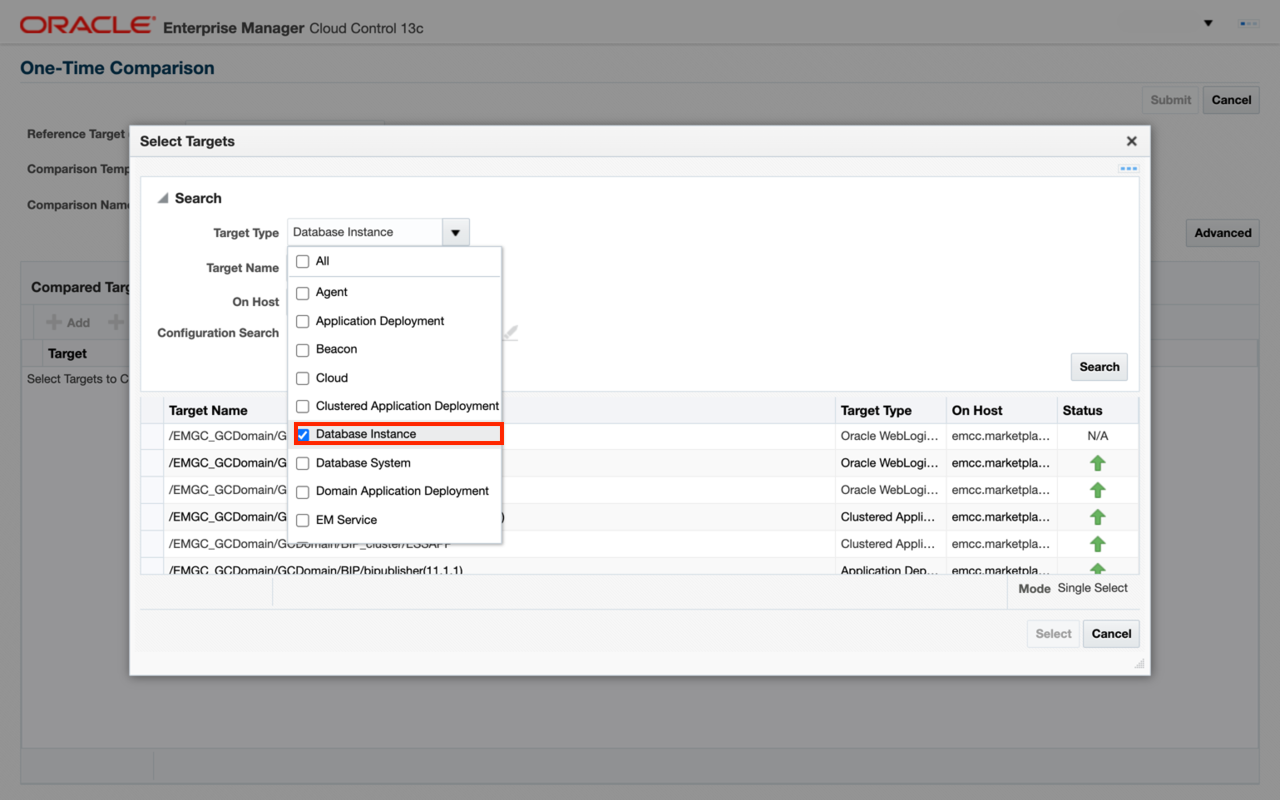 ORACLE® Enterprise Manager Cloud Control 13c
One-Time Comparison
Submit Cancel
Reference Target
Comparison Temp
Comparison Name
Advanced
Compared Targ
Add
Target
Select Targets to C
Select Targets
Search
Target Type Database Instance
Target Name
On Host
Configuration Search
All
Agent
Application Deployment
Beacon
Cloud
Clustered Application Deployment
Database Instance
Database System
Domain Application Deployment
EM Service
Search
Target Name Target Type On Host Status
/EMGC_GCDomain/G Oracle WebLogi... emcc.marketpla... N/A
/EMGC_GCDomain/G Oracle WebLogi... emcc.marketpla...
/EMGC_GCDomain/G Oracle WebLogi... emcc.marketpla...
/EMGC_GCDomain/G ) Clustered Appli... emcc.marketpla...
/EMGC_GCDomain/GCDomain/BIP_cluster/ESSAPP Clustered Appli... emcc.marketpla...
/EMGC_GCDomain/GCDomain/BIP/bipublisher(11.1.1) Application Dep... emcc.marketpla...
Mode Single Select
Select Cancel